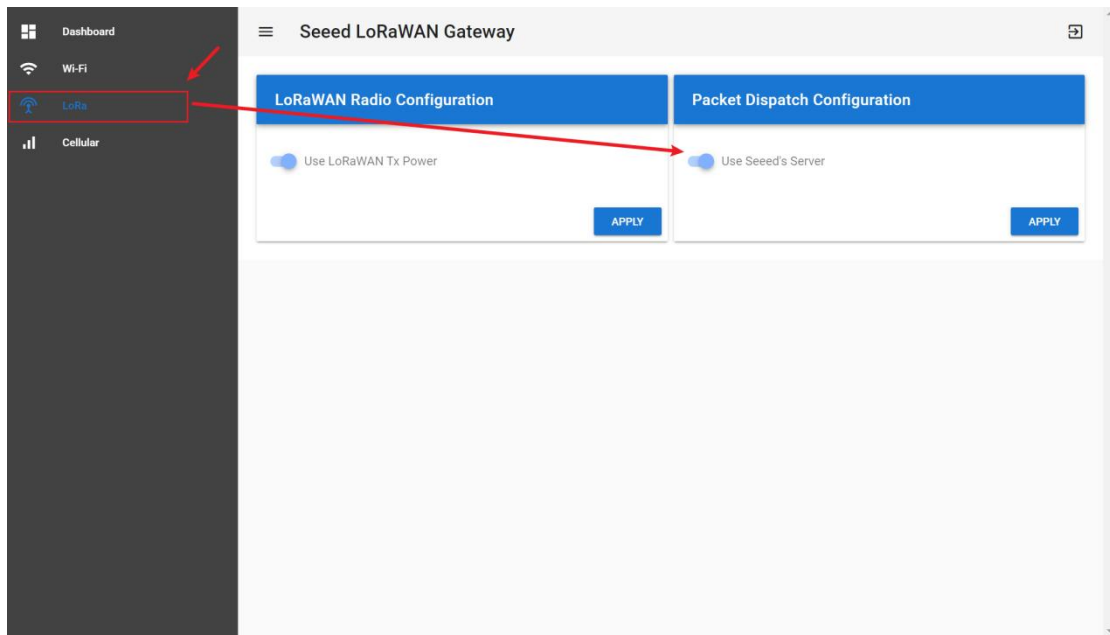 Dashboard
Wi-Fi
LoRa
Cellular
Seeed LoRaWAN Gateway
LoRaWAN Radio Configuration
Use LoRaWAN Tx Power
APPLY
Packet Dispatch Configuration
Use Seeed's Server
APPLY